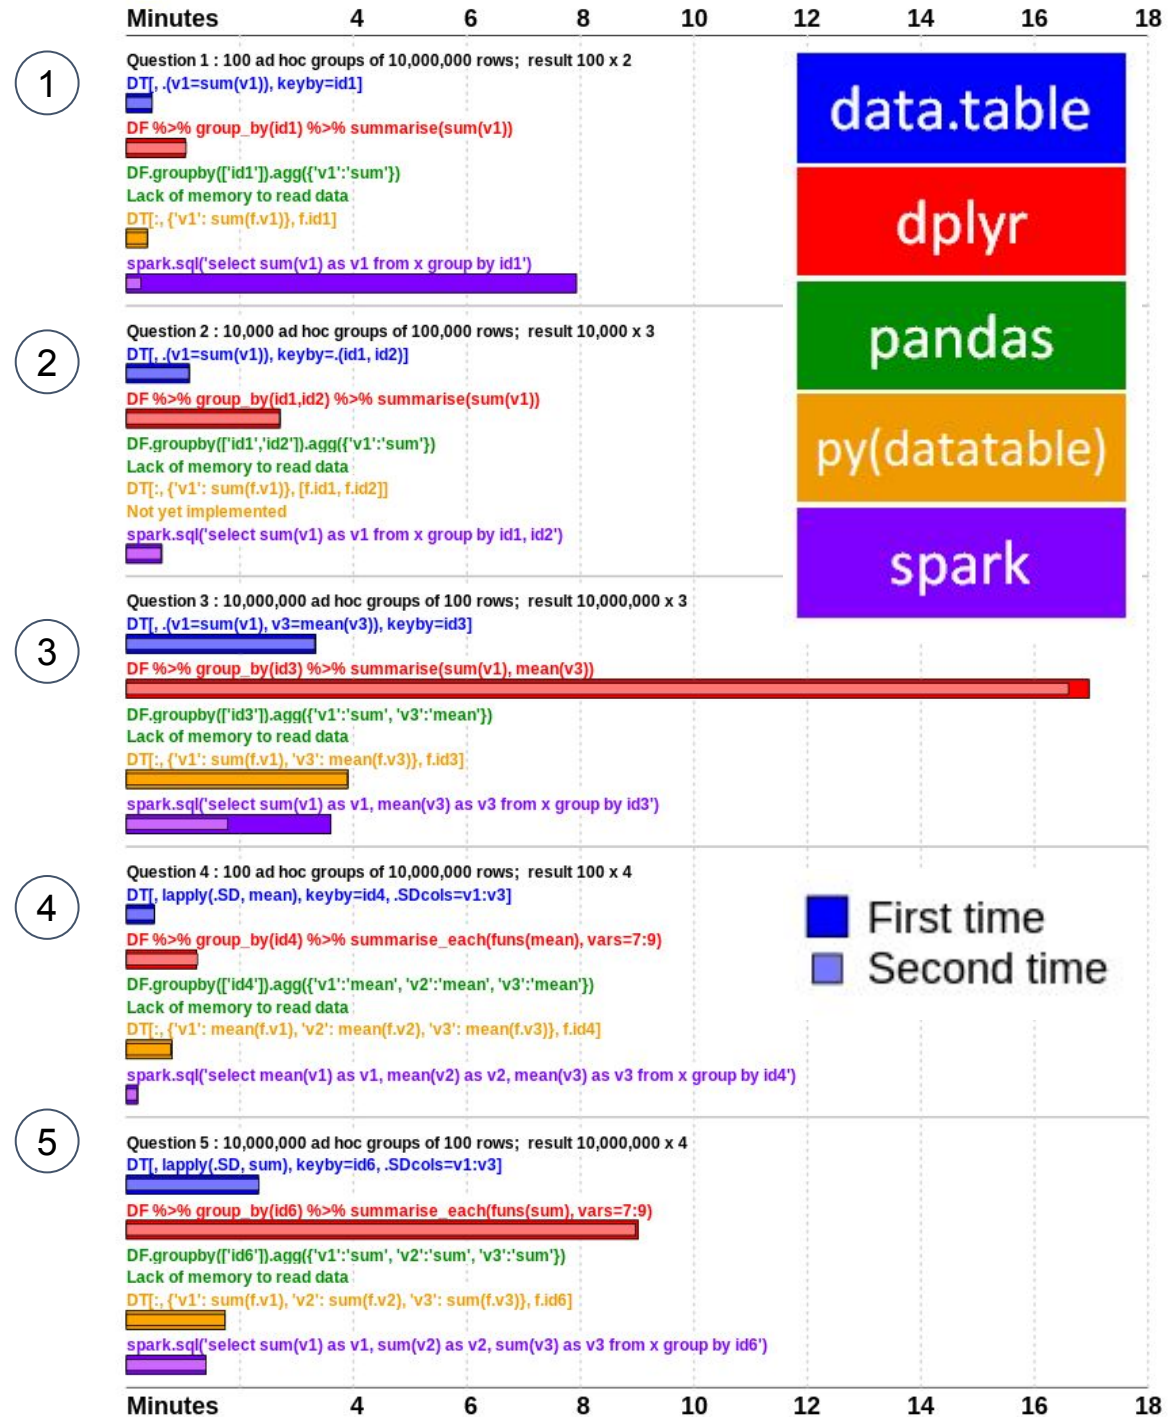 Minutes 4 6 8 10 12 14 16 18
1
Question 1 : 100 ad hoc groups of 10,000,000 rows;  result 100 x 2
DT[, .(v1=sum(v1)), keyby=id1]
DF %>% group_by(id1) %>% summarise(sum(v1))
DF.groupby(['id1']).agg({'v1':'sum'})
Lack of memory to read data
DT[:, {'v1': sum(f.v1)}, f.id1]
spark.sql('select sum(v1) as v1 from x group by id1')
data.table
dplyr
pandas
py(datatable)
spark
2
Question 2 : 10,000 ad hoc groups of 100,000 rows;  result 10,000 x 3
DT[, .(v1=sum(v1)), keyby=.(id1, id2)]
DF %>% group_by(id1,id2) %>% summarise(sum(v1))
DF.groupby(['id1','id2']).agg({'v1':'sum'})
Lack of memory to read data
DT[:, {'v1': sum(f.v1)}, [f.id1, f.id2]]
Not yet implemented
spark.sql('select sum(v1) as v1 from x group by id1, id2')
3
Question 3 : 10,000,000 ad hoc groups of 100 rows;  result 10,000,000 x 3
DT[, .(v1=sum(v1), v3=mean(v3)), keyby=id3]
DF %>% group_by(id3) %>% summarise(sum(v1), mean(v3))
DF.groupby(['id3']).agg({'v1':'sum', 'v3':'mean'})
Lack of memory to read data
DT[:, {'v1': sum(f.v1), 'v3': mean(f.v3)}, f.id3]
spark.sql('select sum(v1) as v1, mean(v3) as v3 from x group by id3')
4
Question 4 : 100 ad hoc groups of 10,000,000 rows;  result 100 x 4
DT[, lapply(.SD, mean), keyby=id4, .SDcols=v1:v3]
DF %>% group_by(id4) %>% summarise_each(funs(mean), vars=7:9)
DF.groupby(['id4']).agg({'v1':'mean', 'v2':'mean', 'v3':'mean'})
Lack of memory to read data
DT[:, {'v1': mean(f.v1), 'v2': mean(f.v2), 'v3': mean(f.v3)}, f.id4]
spark.sql('select mean(v1) as v1, mean(v2) as v2, mean(v3) as v3 from x group by id4')
First time
Second time
5
Question 5 : 10,000,000 ad hoc groups of 100 rows;  result 10,000,000 x 4
DT[, lapply(.SD, sum), keyby=id6, .SDcols=v1:v3]
DF %>% group_by(id6) %>% summarise_each(funs(sum), vars=7:9)
DF.groupby(['id6']).agg({'v1':'sum', 'v2':'sum', 'v3':'sum'})
Lack of memory to read data
DT[:, {'v1': sum(f.v1), 'v2': sum(f.v2), 'v3': sum(f.v3)}, f.id6]
spark.sql('select sum(v1) as v1, sum(v2) as v2, sum(v3) as v3 from x group by id6')
Minutes 4 6 8 10 12 14 16 18